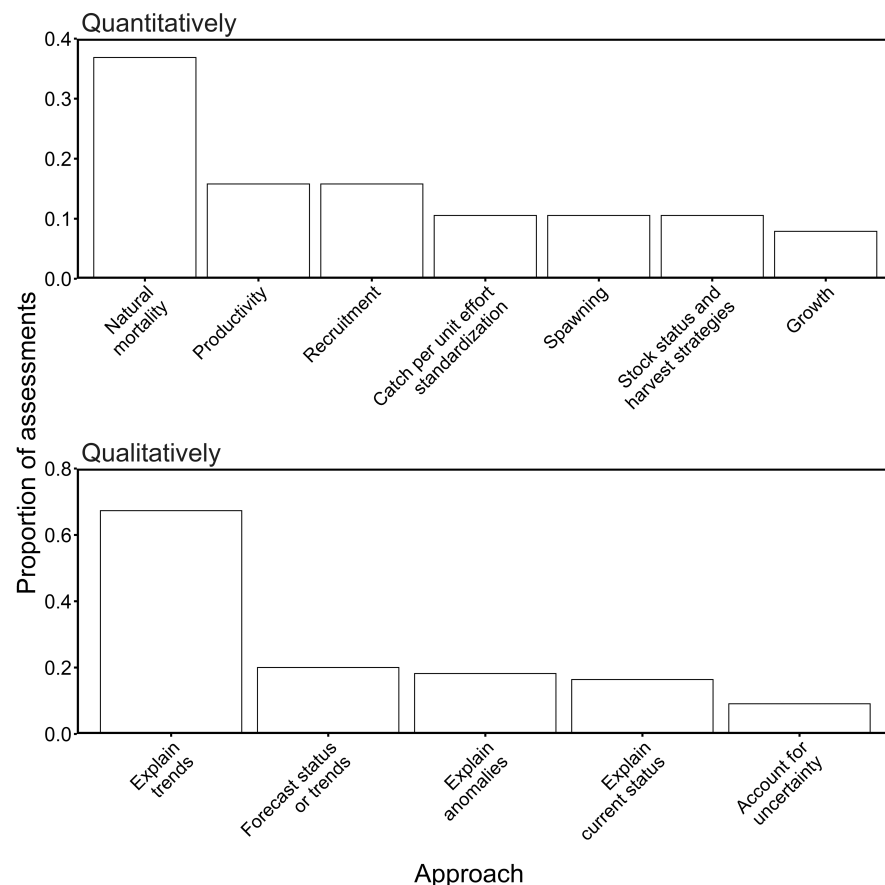 Quantitatively
0.4
0.3
0.2
0.1
0.0
Natural
mortality
Productivity
Recruitment
Catch per unit effort
standardization
Spawning
Stock status and
harvest strategies
Growth
Proportion of assessments
Qualitatively
0.8
0.6
0.4
0.2
0.0
Explain
trends
Forecast status
or trends
Explain
anomalies
Explain
current status
Account for
uncertainty
Approach